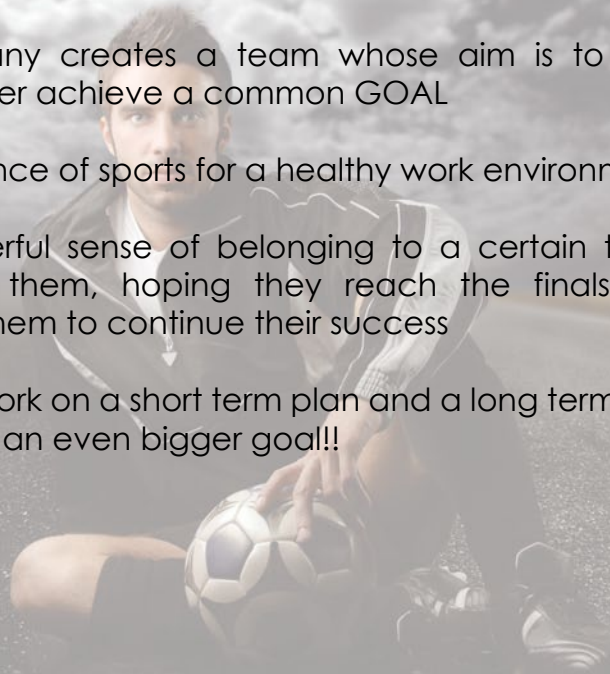 any creates a team whose aim is to
er achieve a common GOAL
nce of sports for a healthy work environn
erful sense of belonging to a certain t
them, hoping they reach the finals
hem to continue their success
ork on a short term plan and a long term
an even bigger goal!!